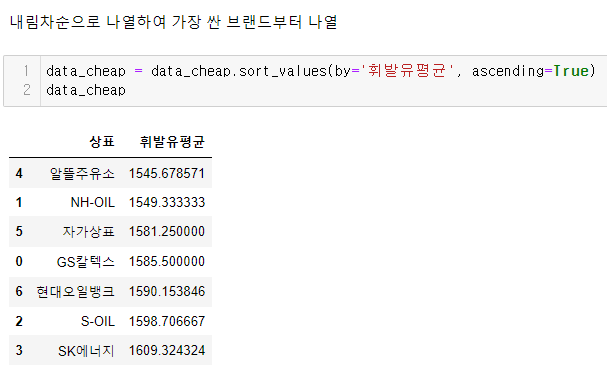 내림차순으로 나열하여 가장 싼 브랜드부터 나열
1 data_cheap = data_cheap.sort_values(by='휘발유평균', ascending=True)
2 data_cheap
상표 휘발유평균
4 알뜰주유소 1545.678571
1 NH-OIL 1549.333333
5 자가상표 1581.250000
0 GS칼텍스 1585.500000
6 현대오일뱅크 1590.153846
2 S-OIL 1598.706667
3 SK에너지 1609.324324